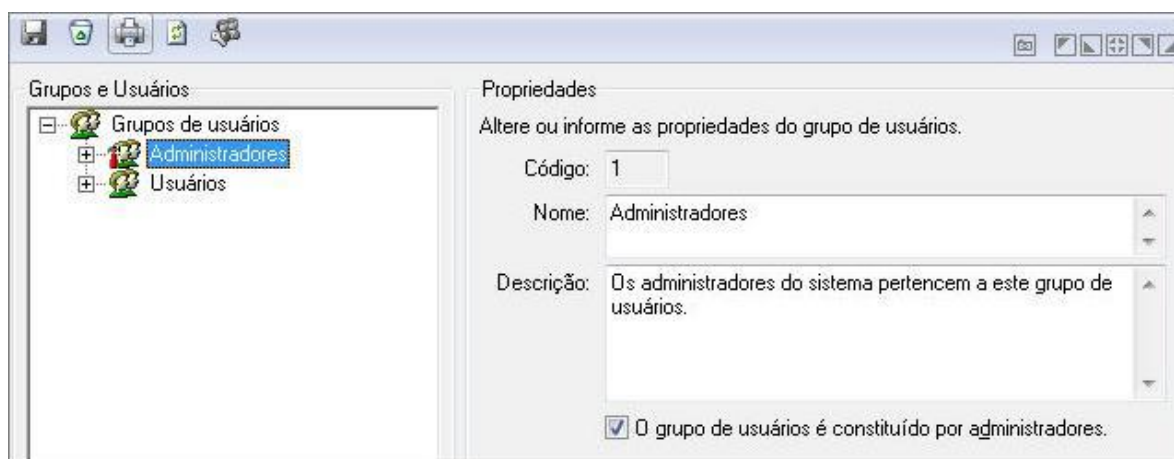 Grupos e Usuários
Grupos de usuários
Administradores
Usuários
Propriedades
Altere ou informe as propriedades do grupo de usuários.
Código: 1
Nome: Administradores
Descrição: Os administradores do sistema pertencem a este grupo de
usuários.
O grupo de usuários é constituído por administradores.